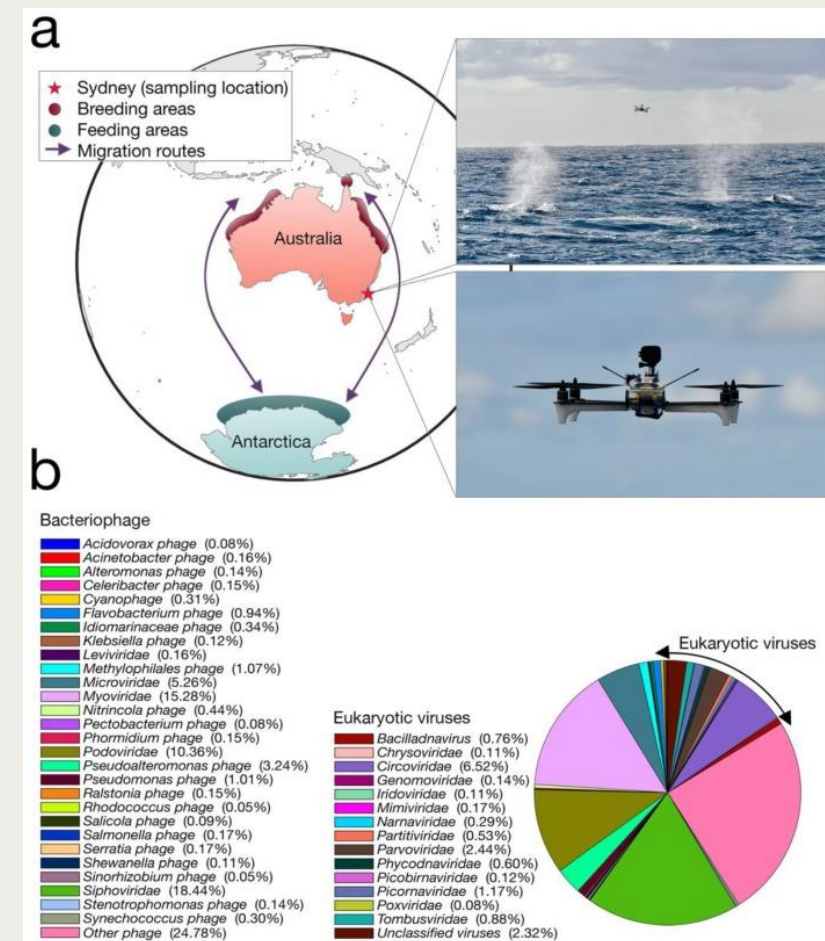 a
Sydney (sampling location)
Breeding areas
Feeding areas
Migration routes
Australia
Antarctica
b
Bacteriophage
Acidovorax phage (0.08%)
Acinetobacter phage (0.16%)
Alteromonas phage (0.14%)
Celeribacter phage (0.15%)
Cyanophage (0.31%)
Flavobacterium phage (0.94%)
Idiomarinaceae phage (0.34%)
Klebsiella phage (0.12%)
Leviviridae (0.16%)
Methylophilales phage (1.07%)
Microviridae (5.26%)
Myoviridae (15.28%)
Nitrincola phage (0.44%)
Pectobacterium phage (0.08%)
Phormidium phage (0.15%)
Podoviridae (10.36%)
Pseudoalteromonas phage (3.24%)
Pseudomonas phage (1.01%)
Ralstonia phage (0.15%)
Rhodococcus phage (0.05%)
Salicola phage (0.09%)
Salmonella phage (0.17%)
Serratia phage (0.17%)
Shewanella phage (0.11%)
Sinorhizobium phage (0.05%)
Siphoviridae (18.44%)
Stenotrophomonas phage (0.14%)
Synechococcus phage (0.30%)
Other phage (24.78%)
Eukaryotic viruses
Bacilladnavirus (0.76%)
Chrysoviridae (0.11%)
Circoviridae (6.52%)
Genomoviridae (0.14%)
Iridoviridae (0.11%)
Mimiviridae (0.17%)
Narnaviridae (0.29%)
Partitiviridae (0.53%)
Parvoviridae (2.44%)
Phycodnaviridae (0.60%)
Picobirnaviridae (0.12%)
Picornaviridae (1.17%)
Poxviridae (0.08%)
Tombusviridae (0.88%)
Unclassified viruses (2.32%)
Eukaryotic viruses